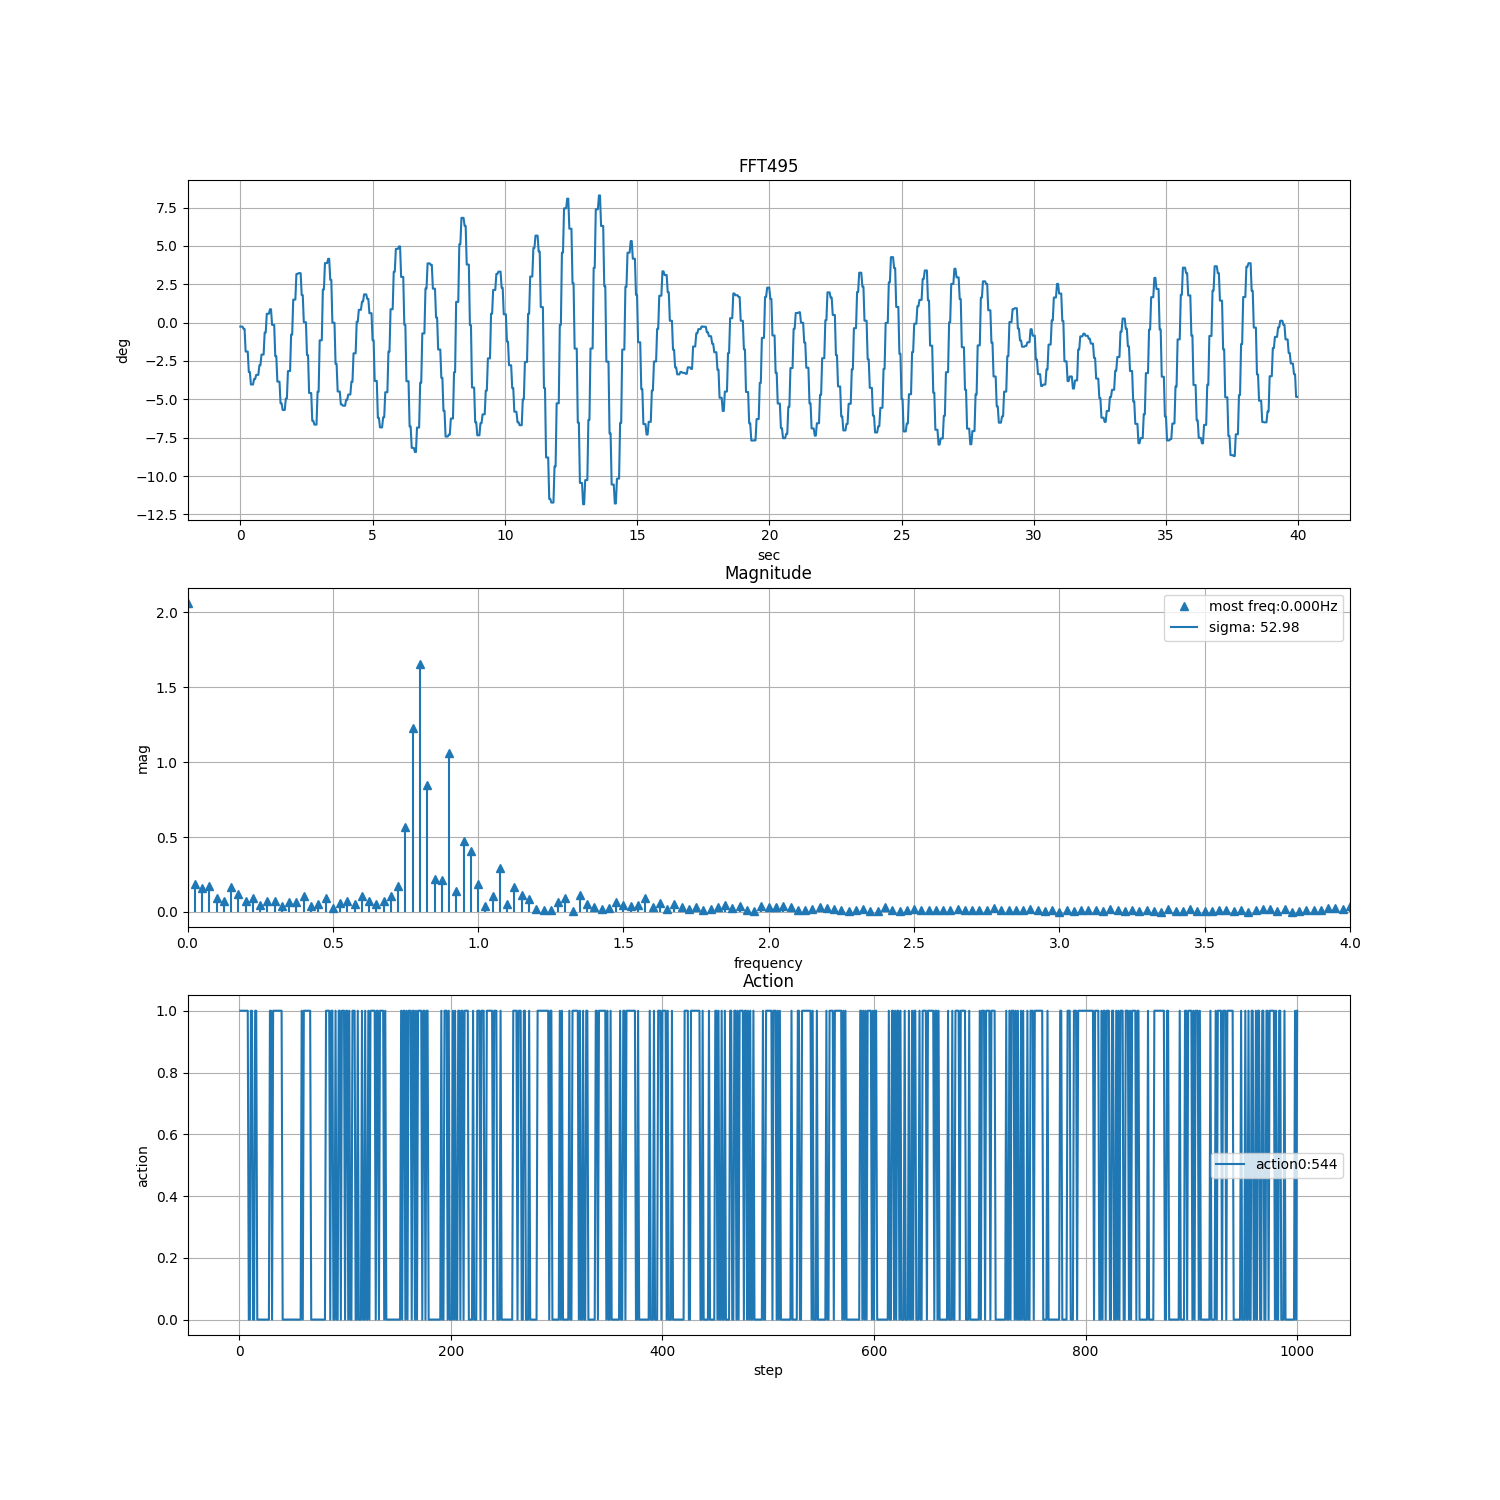 FFT495
7.5
5.0
2.5
0.0
−2.5
−5.0
−7.5
−10.0
−12.5
deg
0 5 10 15 20 25 30 35 40
sec
Magnitude
2.0
1.5
1.0
0.5
0.0
mag
most freq:0.000Hz
sigma: 52.98
0.0 0.5 1.0 1.5 2.0 2.5 3.0 3.5 4.0
frequency
Action
1.0
0.8
0.6
0.4
0.2
0.0
action
action0:544
0 200 400 600 800 1000
step